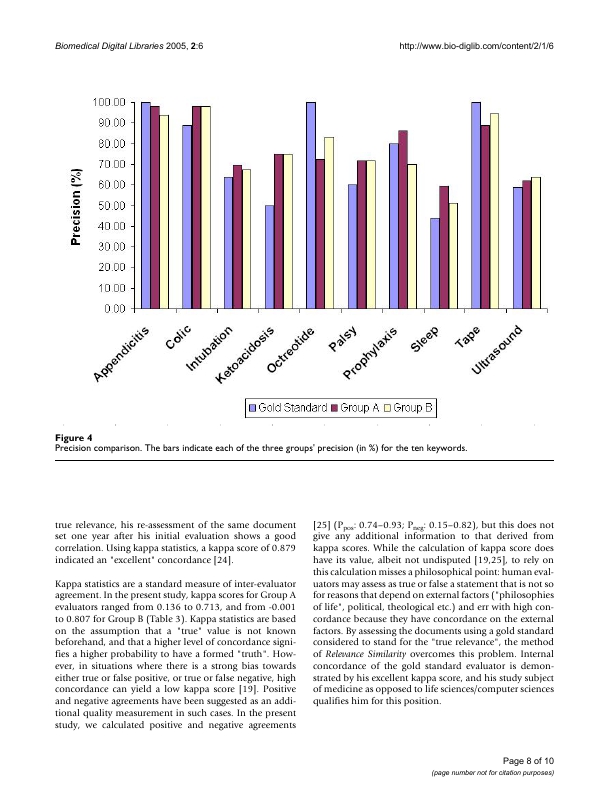 Biomedical Digital Libraries 2005, 2:6
http://www.bio-diglib.com/content/2/1/6
100.00
90.00
80.00
70.00
60.00
50.00
40.00
30.00
20.00
10.00
0.00
Precision (%)
Appendicitis
Colic
Intubation
Ketoacidosis
Octreotide
Palsy
Prophylaxis
Sleep
Tape
Ultrasound
Gold Standard Group A Group B
Figure 4
Precision comparison. The bars indicate each of the three groups' precision (in %) for the ten keywords.
true relevance, his re-assessment of the same document
set one year after his initial evaluation shows a good
correlation. Using kappa statistics, a kappa score of 0.879
indicated an "excellent" concordance [24].
Kappa statistics are a standard measure of inter-evaluator
agreement. In the present study, kappa scores for Group A
evaluators ranged from 0.136 to 0.713, and from -0.001
to 0.807 for Group B (Table 3). Kappa statistics are based
on the assumption that a "true" value is not known
beforehand, and that a higher level of concordance signi-
fies a higher probability to have a formed "truth". How-
ever, in situations where there is a strong bias towards
either true or false positive, or true or false negative, high
concordance can yield a low kappa score [19]. Positive
and negative agreements have been suggested as an addi-
tional quality measurement in such cases. In the present
study, we calculated positive and negative agreements
[25] (Ppos: 0.74–0.93; Pneg: 0.15–0.82), but this does not
give any additional information to that derived from
kappa scores. While the calculation of kappa score does
have its value, albeit not undisputed [19,25], to rely on
this calculation misses a philosophical point: human eval-
uators may assess as true or false a statement that is not so
for reasons that depend on external factors ("philosophies
of life", political, theological etc.) and err with high con-
cordance because they have concordance on the external
factors. By assessing the documents using a gold standard
considered to stand for the "true relevance", the method
of Relevance Similarity overcomes this problem. Internal
concordance of the gold standard evaluator is demon-
strated by his excellent kappa score, and his study subject
of medicine as opposed to life sciences/computer sciences
qualifies him for this position.
Page 8 of 10
(page number not for citation purposes)